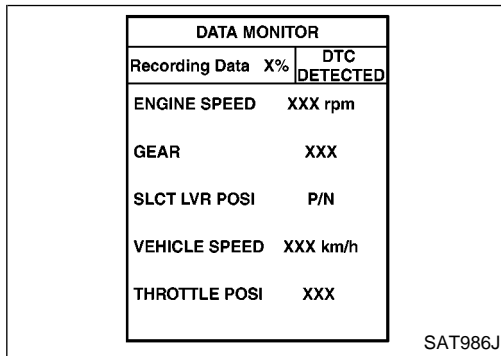 DATA MONITOR
Recording Data X% DTC DETECTED
ENGINE SPEED XXX rpm
GEAR XXX
SLCT LVR POSI P/N
VEHICLE SPEED XXX km/h
THROTTLE POSI XXX
SAT986J